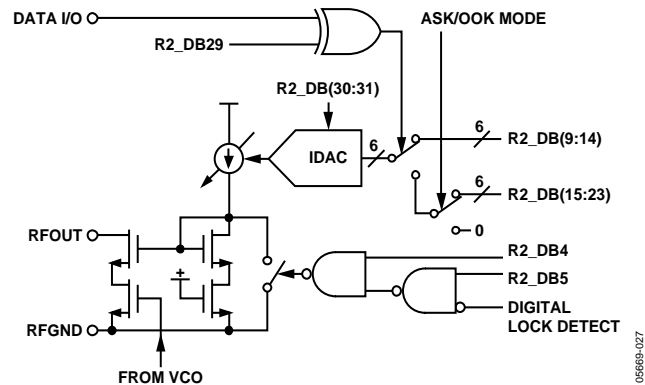 DATA I/O
ASK/OOK MODE
R2_DB29
R2_DB(30:31)
IDAC
6
6
R2_DB(9:14)
6
R2_DB(15:23)
0
RFOUT
+
R2_DB4
R2_DB5
DIGITAL
LOCK DETECT
RFGND
FROM VCO
05669-027